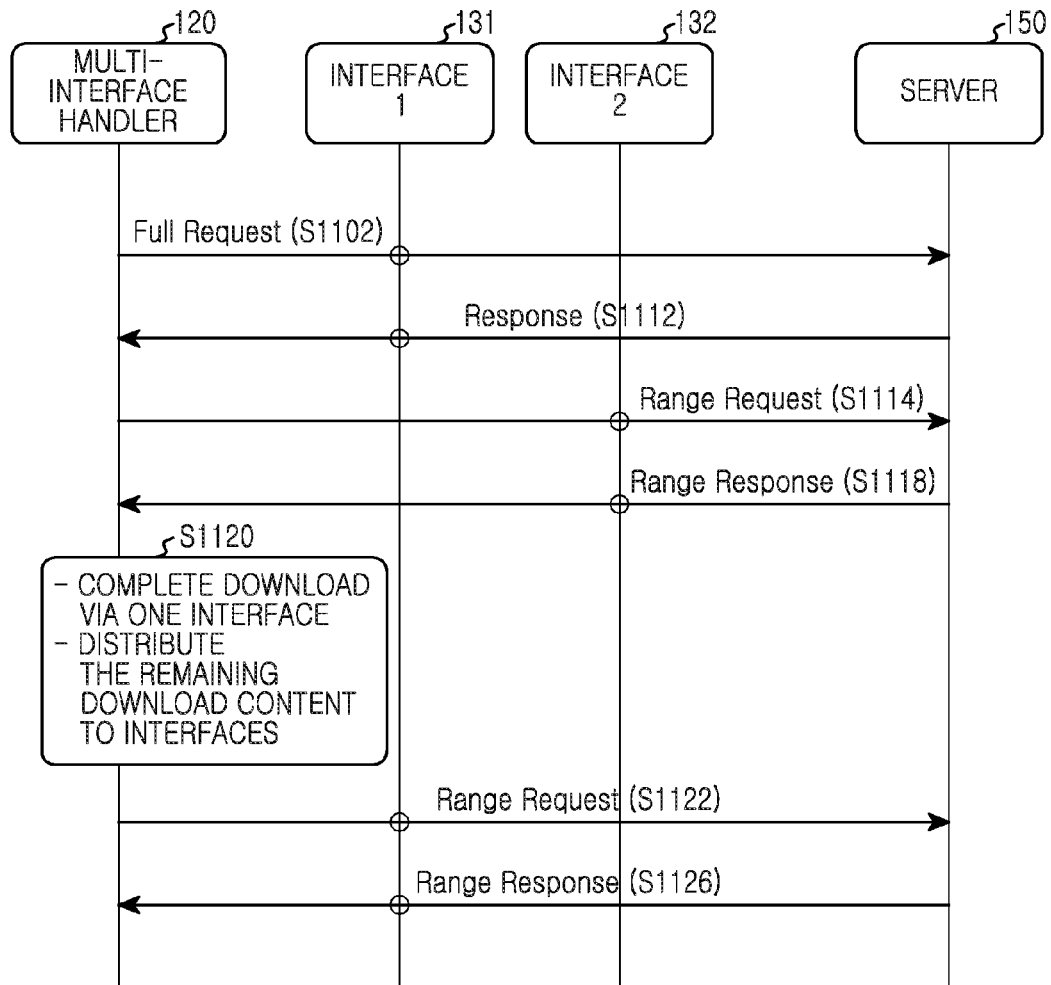 120
131
132
150
MULTI-
INTERFACE
HANDLER
INTERFACE
1
INTERFACE
2
SERVER
Full Request (S1102)
Response (S1112)
Range Request (S1114)
Range Response (S1118)
S1120
- COMPLETE DOWNLOAD
VIA ONE INTERFACE
- DISTRIBUTE
THE REMAINING
DOWNLOAD CONTENT
TO INTERFACES
Range Request (S1122)
Range Response (S1126)